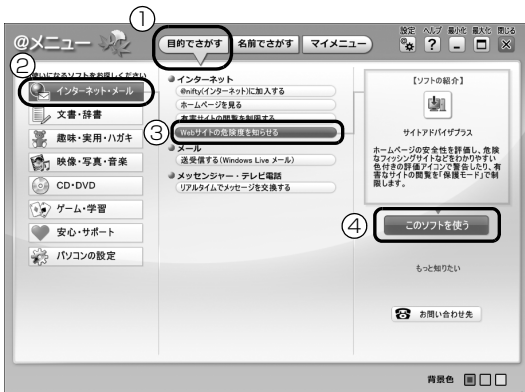 ①
@メニュー
目的でさがす 名前でさがす マイメニュー
設定 ヘルプ 最小化 最大化 閉じる
②
使いになるソフトをお探しください
インターネット・メール
文書・辞書
趣味・実用・ハガキ
映像・写真・音楽
CD・DVD
ゲーム・学習
安心・サポート
パソコンの設定
インターネット
@nifty(インターネット)に加入する
ホームページを見る
有害サイトの閲覧を制限する
③
Webサイトの危険度を知らせる
メール
送受信する(Windows Live メール)
メッセンジャー・テレビ電話
リアルタイムでメッセージを交換する
【ソフトの紹介】
サイトアドバイザプラス
ホームページの安全性を評価し、危険
なフィッシングサイトなどをわかりやすい
色付きの評価アイコンで警告したり、有
害なサイトの閲覧を「保護モード」で制
限します。
④
このソフトを使う
もっと知りたい
お問い合わせ先
背景色